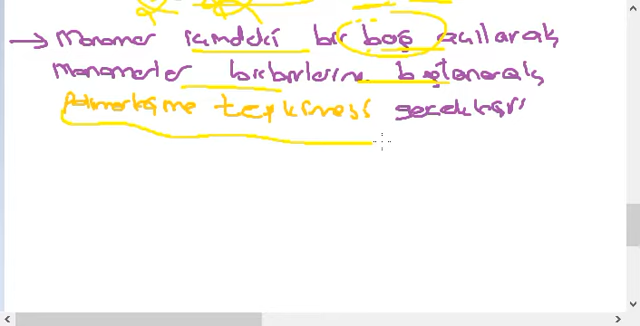 → Monomer içindeki bir bağ açılarak
Monomerler birbirlerine bağlanarak
Polimerleşme tepkimesi gerçekleşir